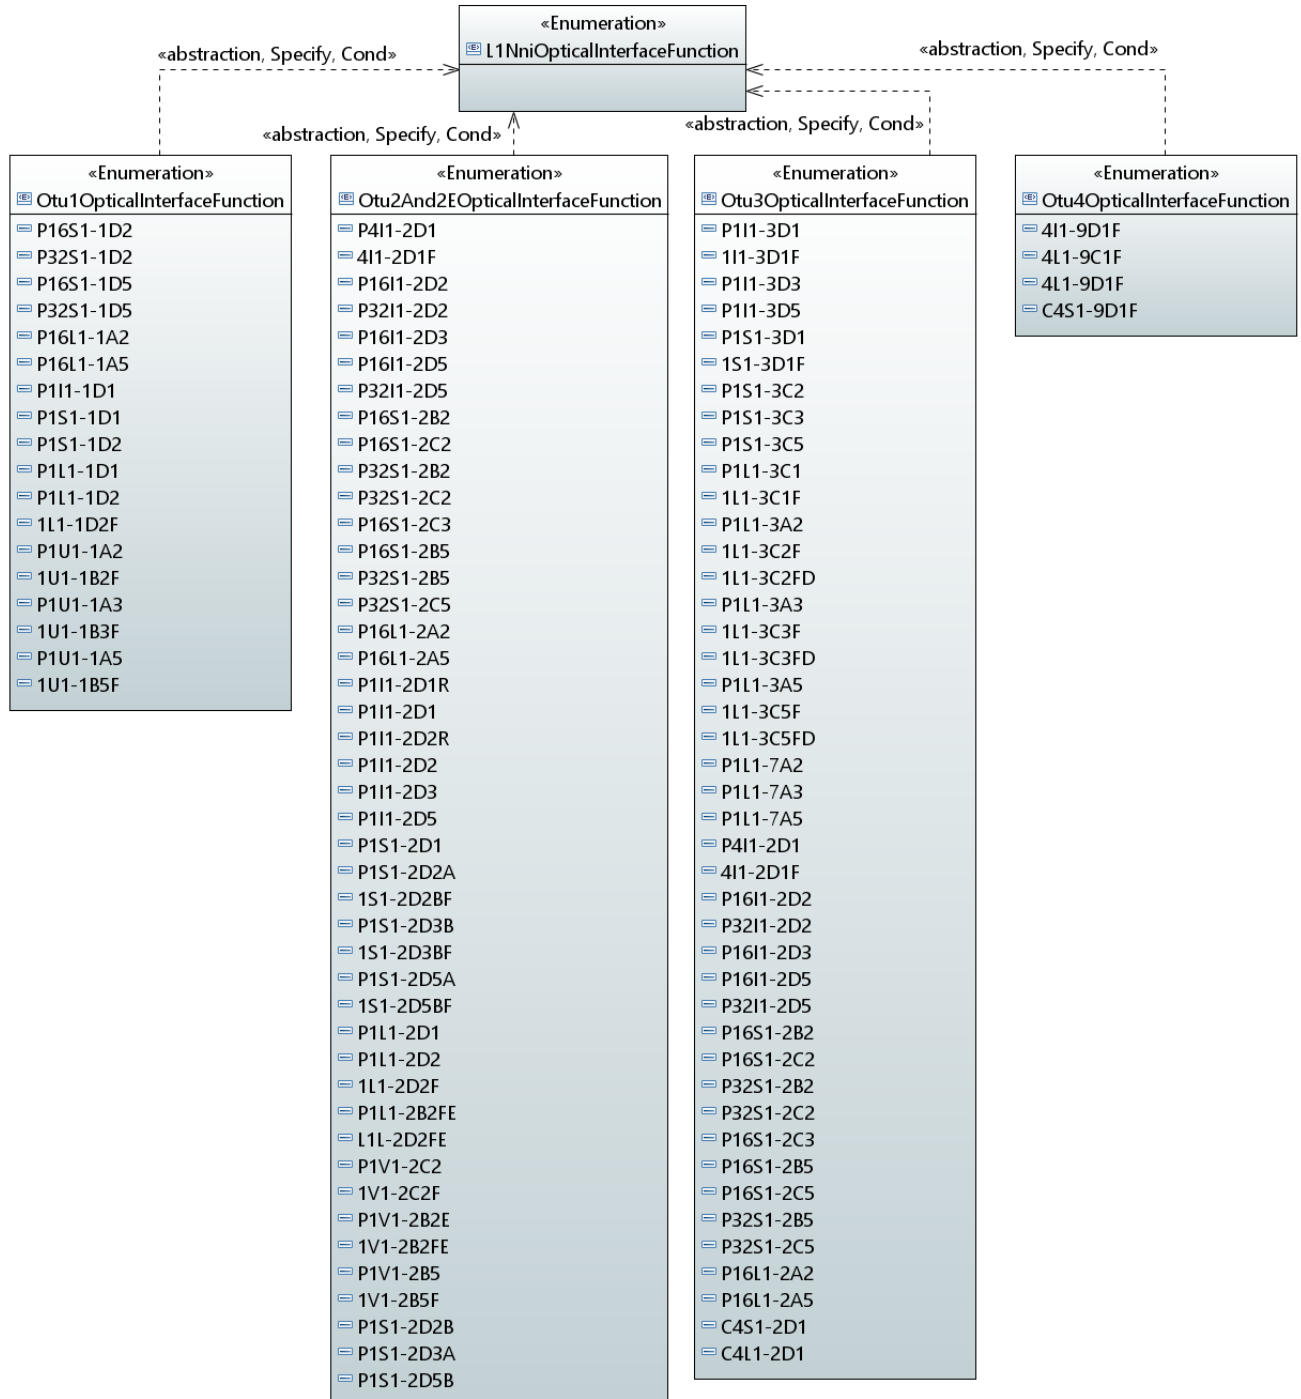 «Enumeration»
L1NniOpticalInterfaceFunction
«abstraction, Specify, Cond»
«abstraction, Specify, Cond»
«abstraction, Specify, Cond»
«abstraction, Specify, Cond»
«Enumeration»
Otu1OpticalInterfaceFunction
P16S1-1D2
P32S1-1D2
P16S1-1D5
P32S1-1D5
P16L1-1A2
P16L1-1A5
P1I1-1D1
P1S1-1D1
P1S1-1D2
P1L1-1D1
P1L1-1D2
1L1-1D2F
P1U1-1A2
1U1-1B2F
P1U1-1A3
1U1-1B3F
P1U1-1A5
1U1-1B5F
«Enumeration»
Otu2And2EOpticalInterfaceFunction
P4I1-2D1
4I1-2D1F
P16I1-2D2
P32I1-2D2
P16I1-2D3
P16I1-2D5
P32I1-2D5
P16S1-2B2
P16S1-2C2
P32S1-2B2
P32S1-2C2
P16S1-2C3
P16S1-2B5
P32S1-2B5
P32S1-2C5
P16L1-2A2
P16L1-2A5
P1I1-2D1R
P1I1-2D1
P1I1-2D2R
P1I1-2D2
P1I1-2D3
P1I1-2D5
P1S1-2D1
P1S1-2D2A
1S1-2D2BF
P1S1-2D3B
1S1-2D3BF
P1S1-2D5A
1S1-2D5BF
P1L1-2D1
P1L1-2D2
1L1-2D2F
P1L1-2B2FE
L1L-2D2FE
P1V1-2C2
1V1-2C2F
P1V1-2B2E
1V1-2B2FE
P1V1-2B5
1V1-2B5F
P1S1-2D2B
P1S1-2D3A
P1S1-2D5B
«Enumeration»
Otu3OpticalInterfaceFunction
P1I1-3D1
1I1-3D1F
P1I1-3D3
P1I1-3D5
P1S1-3D1
1S1-3D1F
P1S1-3C2
P1S1-3C3
P1S1-3C5
P1L1-3C1
1L1-3C1F
P1L1-3A2
1L1-3C2F
1L1-3C2FD
P1L1-3A3
1L1-3C3F
1L1-3C3FD
P1L1-3A5
1L1-3C5F
1L1-3C5FD
P1L1-7A2
P1L1-7A3
P1L1-7A5
P4I1-2D1
4I1-2D1F
P16I1-2D2
P32I1-2D2
P16I1-2D3
P16I1-2D5
P32I1-2D5
P16S1-2B2
P16S1-2C2
P32S1-2B2
P32S1-2C2
P16S1-2C3
P16S1-2B5
P16S1-2C5
P32S1-2B5
P32S1-2C5
P16L1-2A2
P16L1-2A5
C4S1-2D1
C4L1-2D1
«Enumeration»
Otu4OpticalInterfaceFunction
4I1-9D1F
4L1-9C1F
4L1-9D1F
C4S1-9D1F